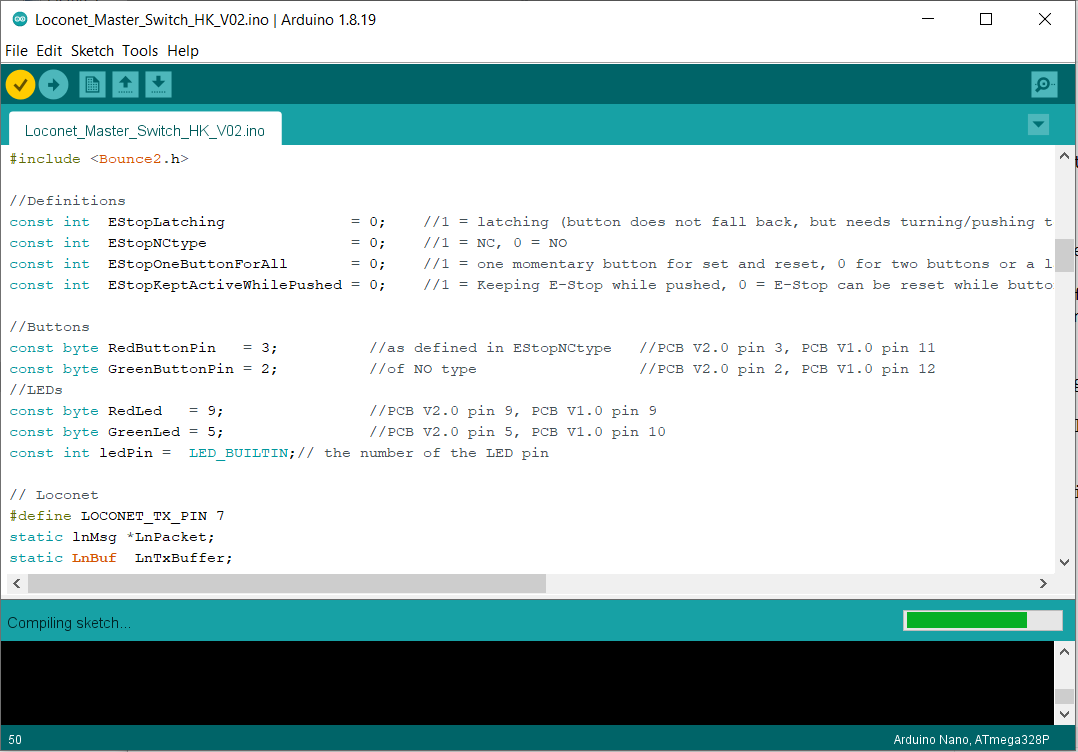 Loconet_Master_Switch_HK_V02.ino | Arduino 1.8.19
File Edit Sketch Tools Help
Loconet_Master_Switch_HK_V02.ino
#include <Bounce2.h>
//Definitions
const int  EStopLatching              = 0;    //1 = latching (button does not fall back, but needs turning/pushing t
const int  EStopNCtype                = 0;    //1 = NC, 0 = NO
const int  EStopOneButtonForAll       = 0;    //1 = one momentary button for set and reset, 0 for two buttons or a l
const int  EStopKeptActiveWhilePushed = 0;    //1 = Keeping E-Stop while pushed, 0 = E-Stop can be reset while butto
//Buttons
const byte RedButtonPin   = 3;          //as defined in EStopNCtype   //PCB V2.0 pin 3, PCB V1.0 pin 11
const byte GreenButtonPin = 2;          //of NO type                  //PCB V2.0 pin 2, PCB V1.0 pin 12
//LEDs
const byte RedLed   = 9;                //PCB V2.0 pin 9, PCB V1.0 pin 9
const byte GreenLed = 5;                //PCB V2.0 pin 5, PCB V1.0 pin 10
const int ledPin =  LED_BUILTIN;// the number of the LED pin
// Loconet
#define LOCONET_TX_PIN 7
static lnMsg *LnPacket;
static LnBuf  LnTxBuffer;
Compiling sketch...
50
Arduino Nano, ATmega328P